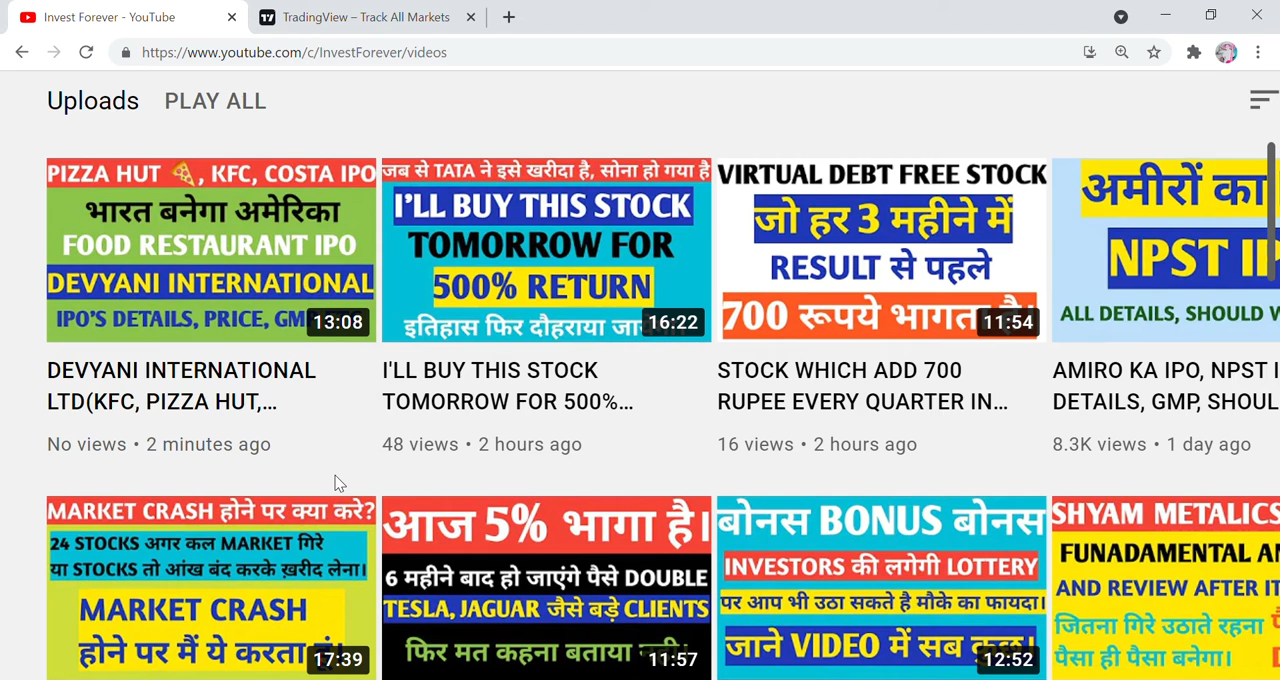 Invest Forever - YouTube
TradingView – Track All Markets
https://www.youtube.com/c/InvestForever/videos
Uploads PLAY ALL
PIZZA HUT 🍕, KFC, COSTA IPO
भारत बनेगा अमेरिका
FOOD RESTAURANT IPO
DEVYANI INTERNATIONAL
IPO'S DETAILS, PRICE,
13:08
DEVYANI INTERNATIONAL
LTD(KFC, PIZZA HUT,...
No views • 2 minutes ago
जब से TATA ने इसे खरीदा है, सोना हो गया है
I'LL BUY THIS STOCK
TOMORROW FOR
500% RETURN
इतिहास फिर दौहराया
16:22
I'LL BUY THIS STOCK
TOMORROW FOR 500%...
48 views • 2 hours ago
VIRTUAL DEBT FREE STOCK
जो हर 3 महीने में
RESULT से पहले
700 रूपये भागता है।
11:54
STOCK WHICH ADD 700
RUPEE EVERY QUARTER IN...
16 views • 2 hours ago
अमीरों का
NPST
ALL DETAILS, SHOULD
AMIRO KA IPO, NPST
DETAILS, GMP,
8.3K views • 1 day ago
MARKET CRASH होने पर क्या करे?
24 STOCKS अगर कल MARKET गिरे
या STOCKS तो आंख बंद करके ख़रीद लेना।
MARKET CRASH
होने पर मैं ये करता
17:39
आज 5% भागा है।
6 महीने बाद हो जाएंगे पैसे DOUBLE
TESLA, JAGUAR जैसे बड़े CLIENTS
फिर मत कहना बताया
11:57
बोनस BONUS बोनस
INVESTORS की लगेगी LOTTERY
पर आप भी उठा सकते है मौके का फायदा।
जाने VIDEO में सब
12:52
SHYAM METALICS
FUNADAMENTAL
AND REVIEW AFTER
जितना गिरे उठाते रहना
पैसा ही पैसा बनेगा।